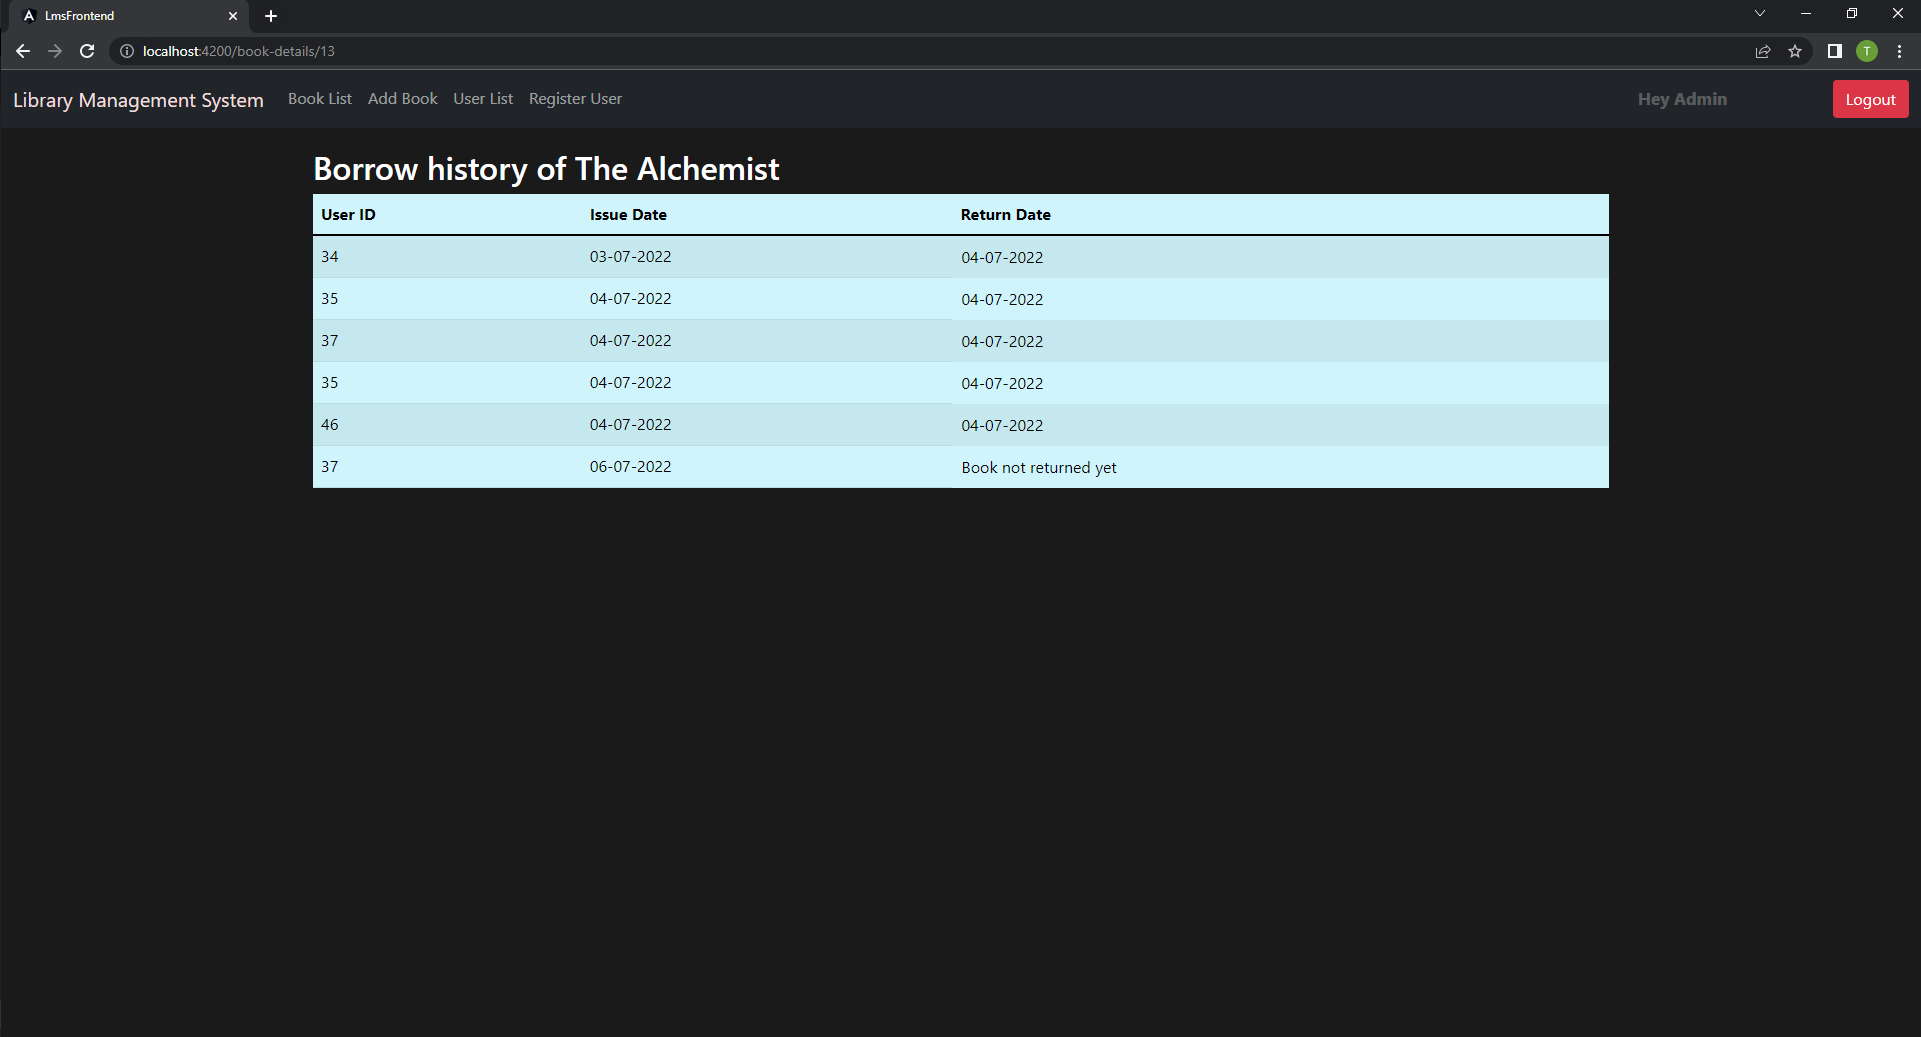 LmsFrontend
localhost:4200/book-details/13
T
Library Management System Book List Add Book User List Register User Hey Admin Logout
Borrow history of The Alchemist
User ID Issue Date Return Date
34 03-07-2022 04-07-2022
35 04-07-2022 04-07-2022
37 04-07-2022 04-07-2022
35 04-07-2022 04-07-2022
46 04-07-2022 04-07-2022
37 06-07-2022 Book not returned yet